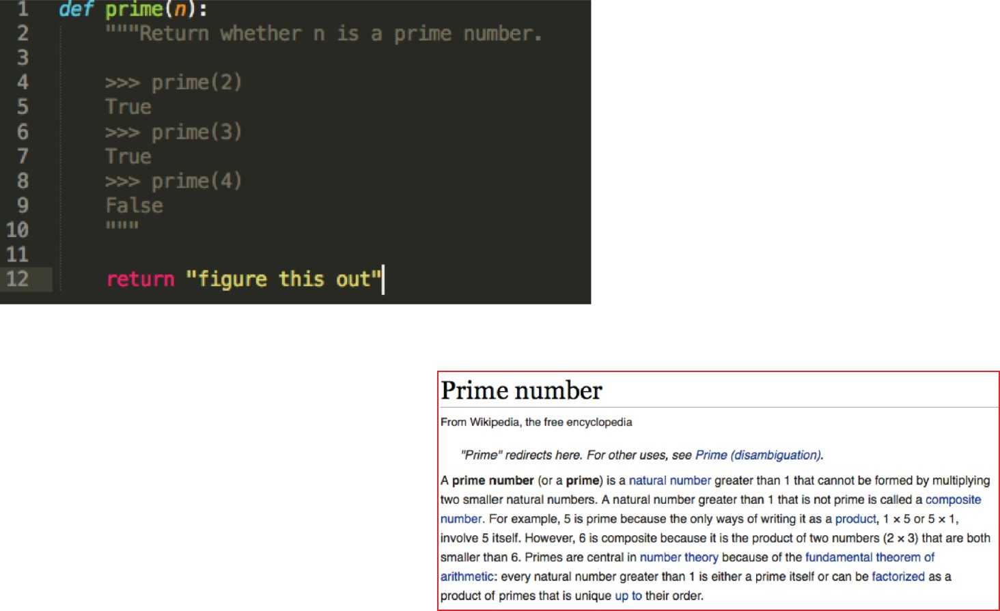 1 def prime(n):
2 """Return whether n is a prime number.
3
4 >>> prime(2)
5 True
6 >>> prime(3)
7 True
8 >>> prime(4)
9 False
10 """
11
12 return "figure this out"
Prime number
From Wikipedia, the free encyclopedia
"Prime" redirects here. For other uses, see Prime (disambiguation).
A prime number (or a prime) is a natural number greater than 1 that cannot be formed by multiplying
two smaller natural numbers. A natural number greater than 1 that is not prime is called a composite
number. For example, 5 is prime because the only ways of writing it as a product, 1 × 5 or 5 × 1,
involve 5 itself. However, 6 is composite because it is the product of two numbers (2 × 3) that are both
smaller than 6. Primes are central in number theory because of the fundamental theorem of
arithmetic: every natural number greater than 1 is either a prime itself or can be factorized as a
product of primes that is unique up to their order.